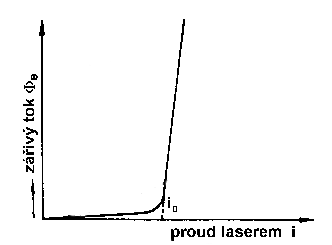 zářivý tok Φe
i₀
proud laserem i